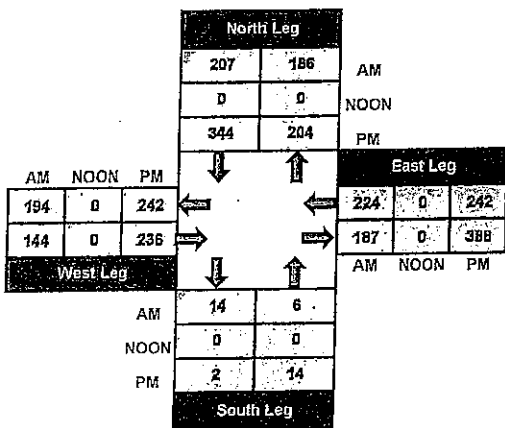 North Leg
207 186 AM
0 0 NOON
344 204 PM
AM NOON PM East Leg
194 0 242 224 0 242
144 0 236 187 0 388
West Leg AM NOON PM
AM 14 6
NOON 0 0
PM 2 14
South Leg